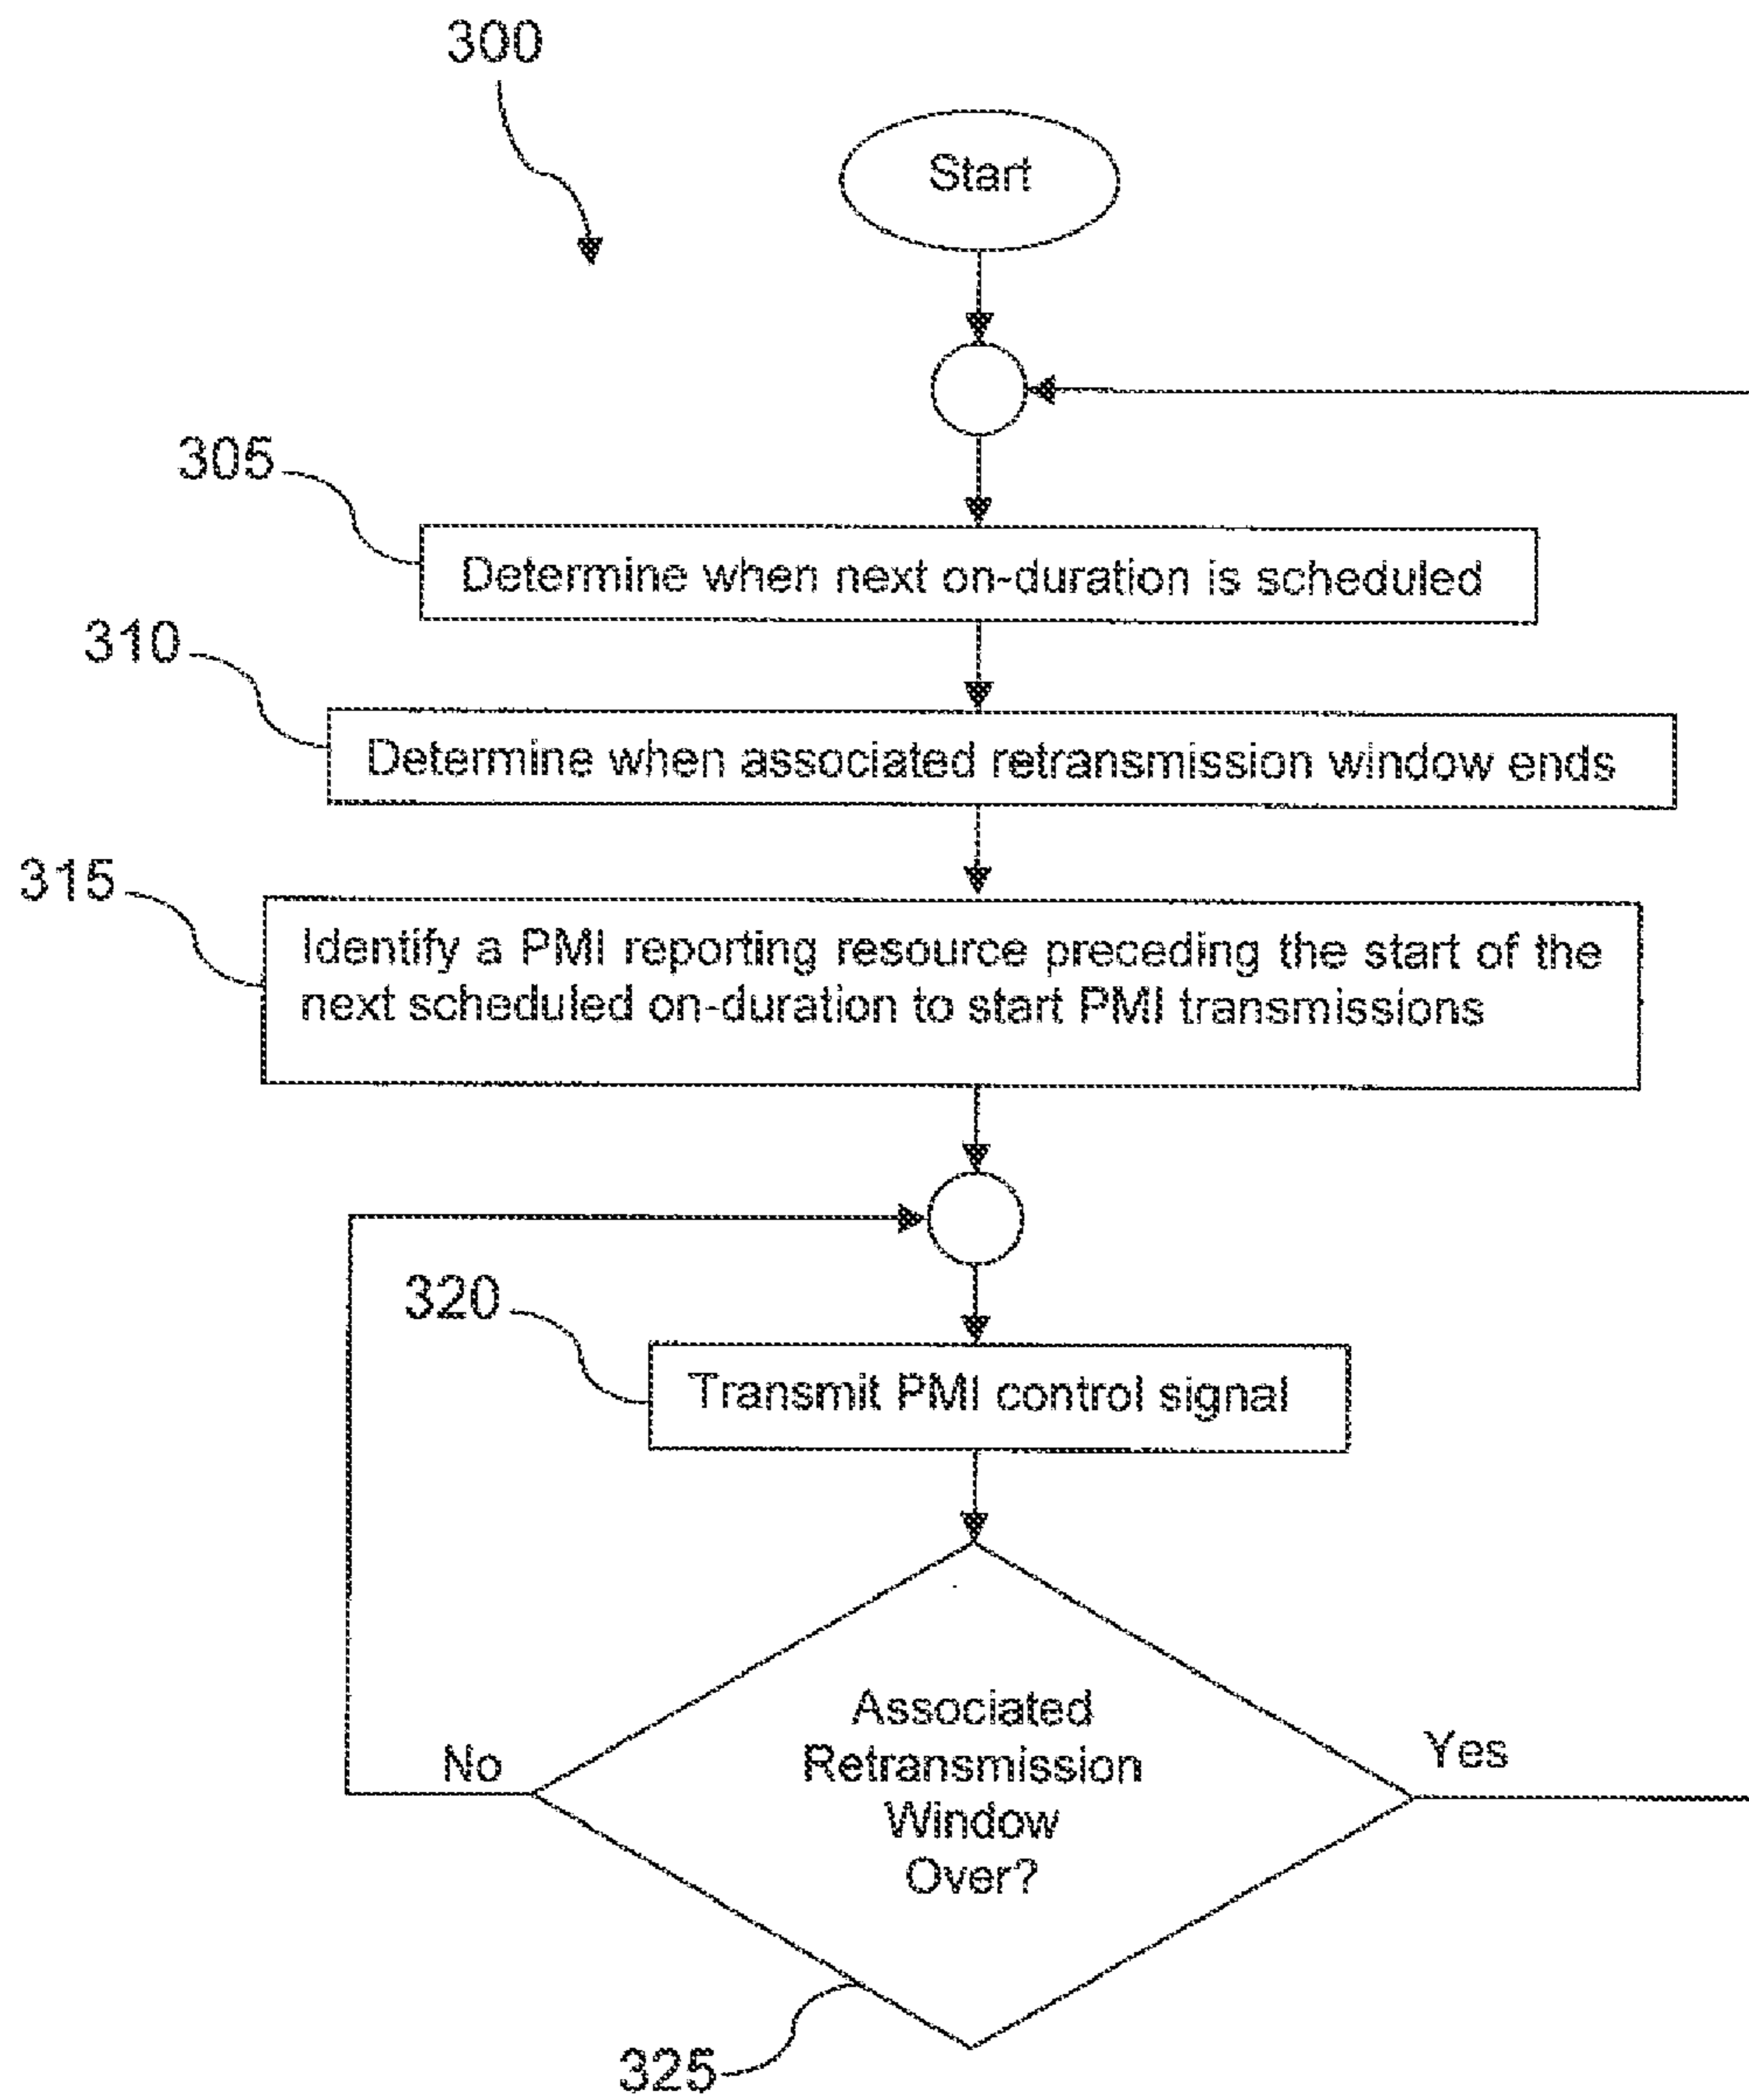 300
Start
305
Determine when next on-duration is scheduled
310
Determine when associated retransmission window ends
315
Identify a PMI reporting resource preceding the start of the
next scheduled on-duration to start PMI transmissions
320
Transmit PMI control signal
Associated
Retransmission
Window
Over?
No
Yes
325